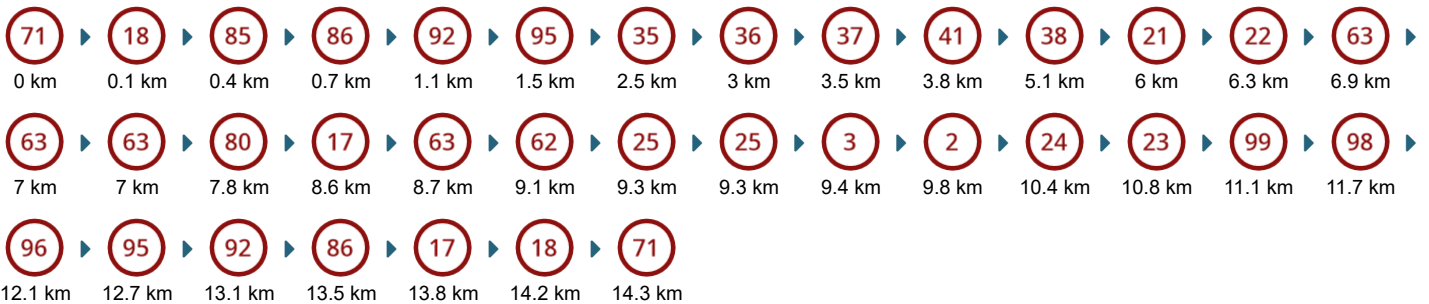 71 18 85 86 92 95 35 36 37 41 38 21 22 63
0 km 0.1 km 0.4 km 0.7 km 1.1 km 1.5 km 2.5 km 3 km 3.5 km 3.8 km 5.1 km 6 km 6.3 km 6.9 km
63 63 80 17 63 62 25 25 3 2 24 23 99 98
7 km 7 km 7.8 km 8.6 km 8.7 km 9.1 km 9.3 km 9.3 km 9.4 km 9.8 km 10.4 km 10.8 km 11.1 km 11.7 km
96 95 92 86 17 18 71
12.1 km 12.7 km 13.1 km 13.5 km 13.8 km 14.2 km 14.3 km